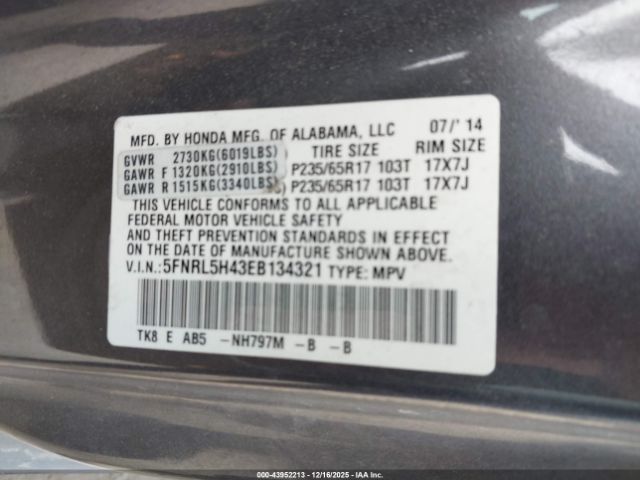 MFD. BY HONDA MFG. OF ALABAMA, LLC 07/'14
GVWR 2730KG(6019LBS) TIRE SIZE RIM SIZE
GAWR F 1320KG(2910LBS) P235/65R17 103T 17X7J
GAWR R 1515KG(3340LBS) P235/65R17 103T 17X7J
THIS VEHICLE CONFORMS TO ALL APPLICABLE
FEDERAL MOTOR VEHICLE SAFETY
AND THEFT PREVENTION STANDARDS IN EFFECT
ON THE DATE OF MANUFACTURE SHOWN ABOVE.
V.I.N.: 5FNRL5H43EB134321 TYPE: MPV
TK8 E AB5 -NH797M -B -B
000-43952213 - 12/16/2025 - IAA Inc.